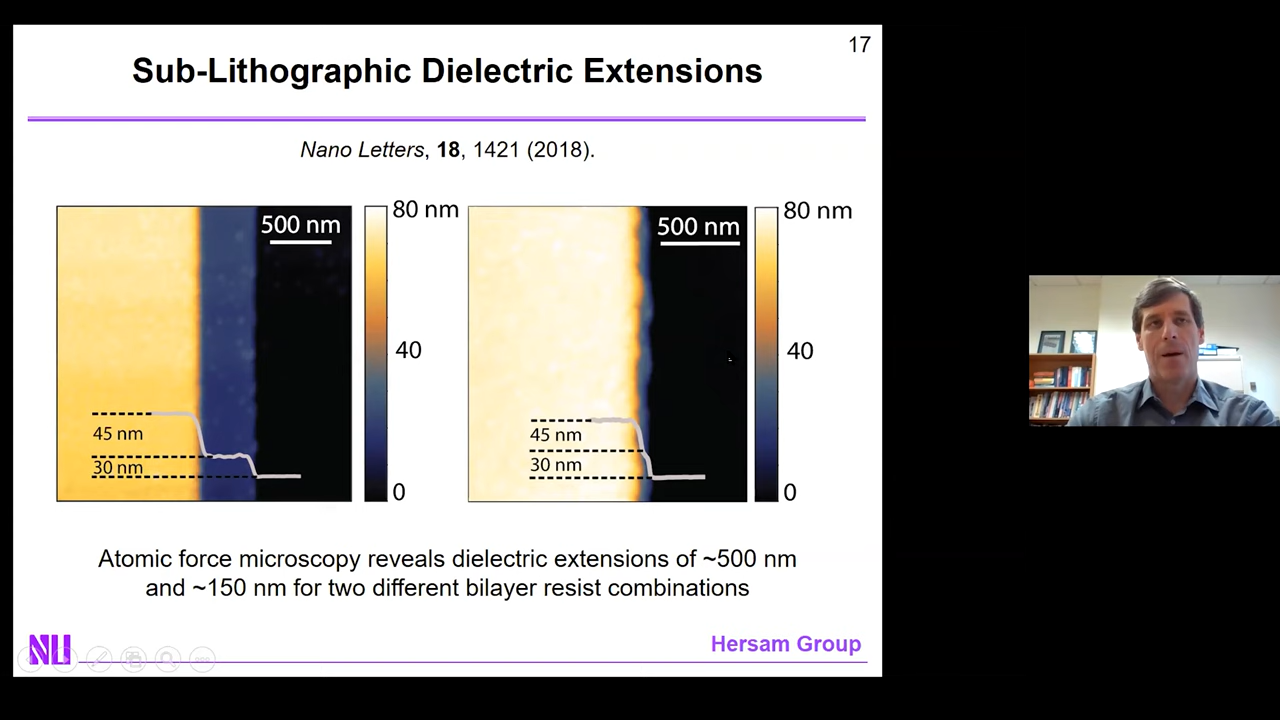 17
Sub-Lithographic Dielectric Extensions
Nano Letters, 18, 1421 (2018).
500 nm
80 nm
40
0
45 nm
30 nm
500 nm
80 nm
40
0
45 nm
30 nm
Atomic force microscopy reveals dielectric extensions of ~500 nm
and ~150 nm for two different bilayer resist combinations
NU
Hersam Group